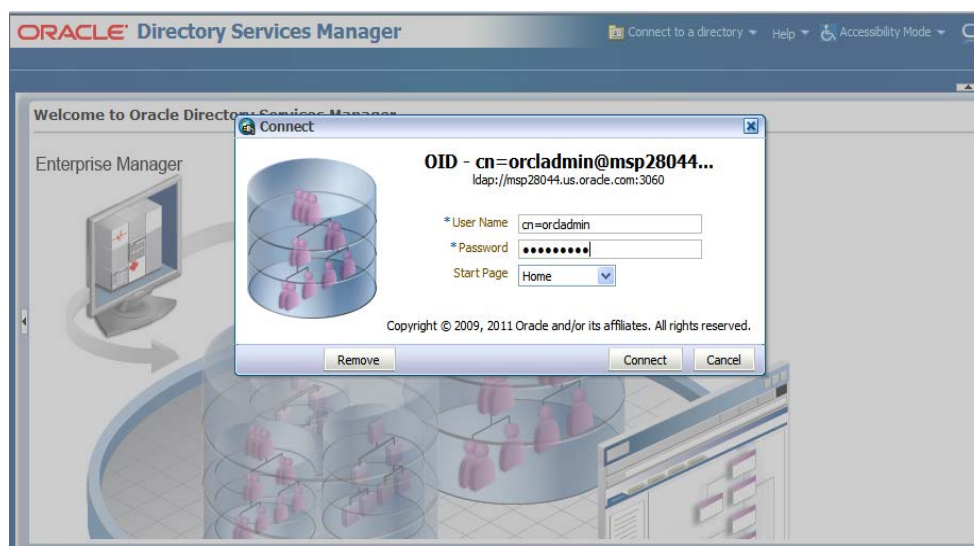 ORACLE Directory Services Manager
Connect to a directory Help Accessibility Mode
Welcome to Oracle Directory Services Manager
Connect
Enterprise Manager
OID - cn=orcladmin@msp28044...
ldap://msp28044.us.oracle.com:3060
* User Name cn=orcladmin
* Password •••••••••
Start Page Home
Copyright © 2009, 2011 Oracle and/or its affiliates. All rights reserved.
Remove Connect Cancel